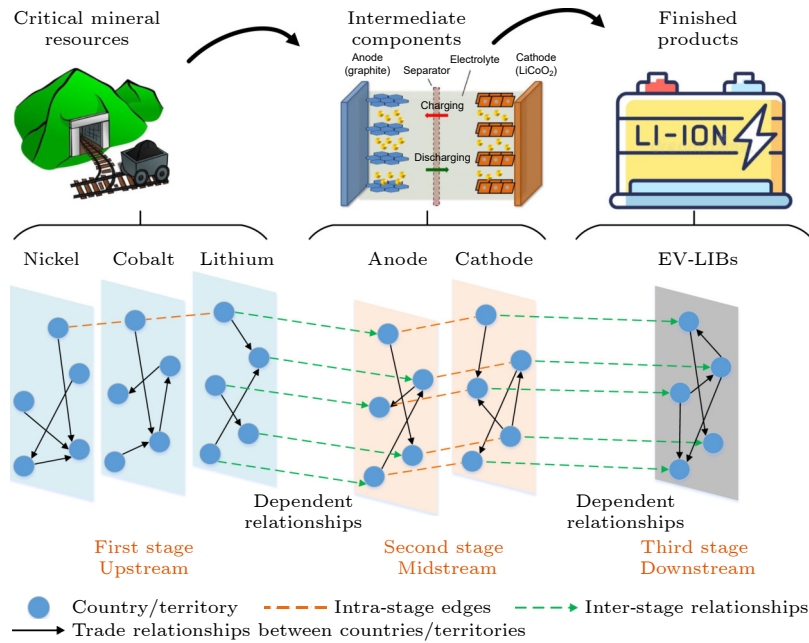 Critical mineral
resources
Intermediate
components
Finished
products
Anode
(graphite)
Separator
Electrolyte
Cathode
(LiCoO₂)
Charging
Discharging
LI-ION
Nickel
Cobalt
Lithium
Anode
Cathode
EV-LIBs
Dependent
relationships
Dependent
relationships
First stage
Upstream
Second stage
Midstream
Third stage
Downstream
Country/territory
Intra-stage edges
Inter-stage relationships
Trade relationships between countries/territories